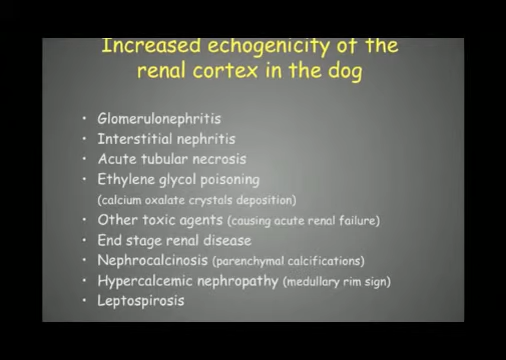 Increased echogenicity of the
renal cortex in the dog
• Glomerulonephritis
• Interstitial nephritis
• Acute tubular necrosis
• Ethylene glycol poisoning
(calcium oxalate crystals deposition)
• Other toxic agents (causing acute renal failure)
• End stage renal disease
• Nephrocalcinosis (parenchymal calcifications)
• Hypercalcemic nephropathy (medullary rim sign)
• Leptospirosis